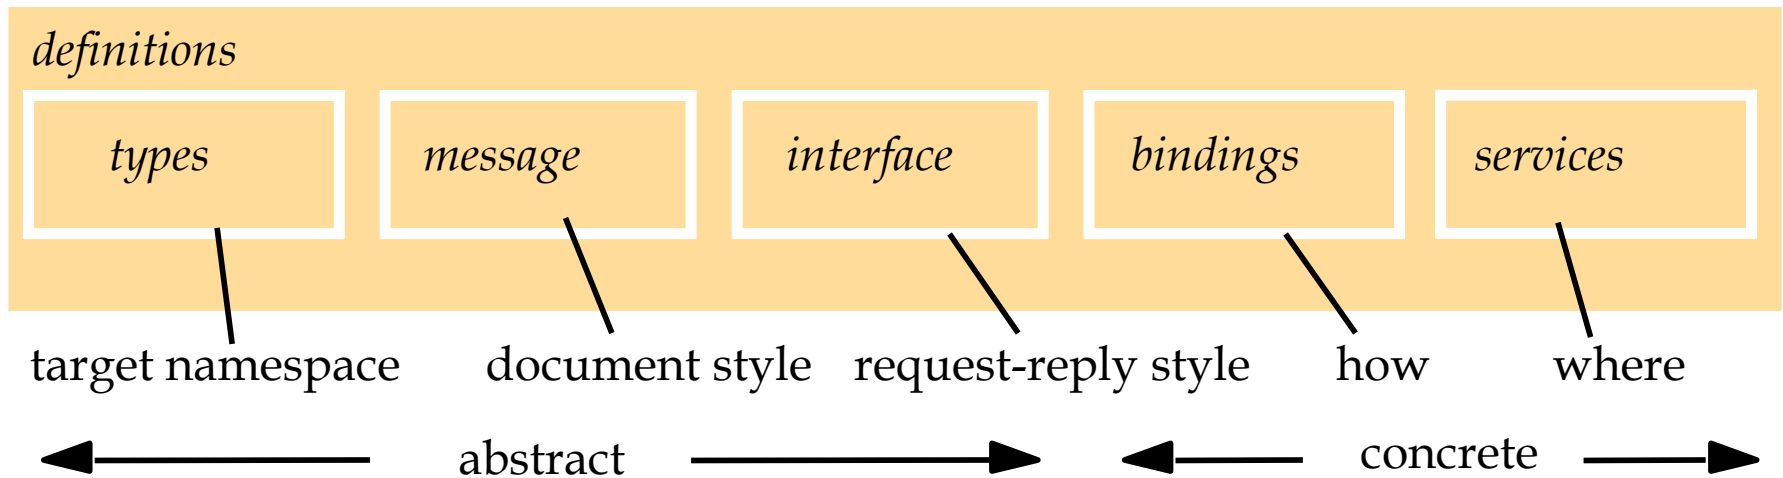 definitions
types message interface bindings services
target namespace document style request-reply style how where
abstract concrete